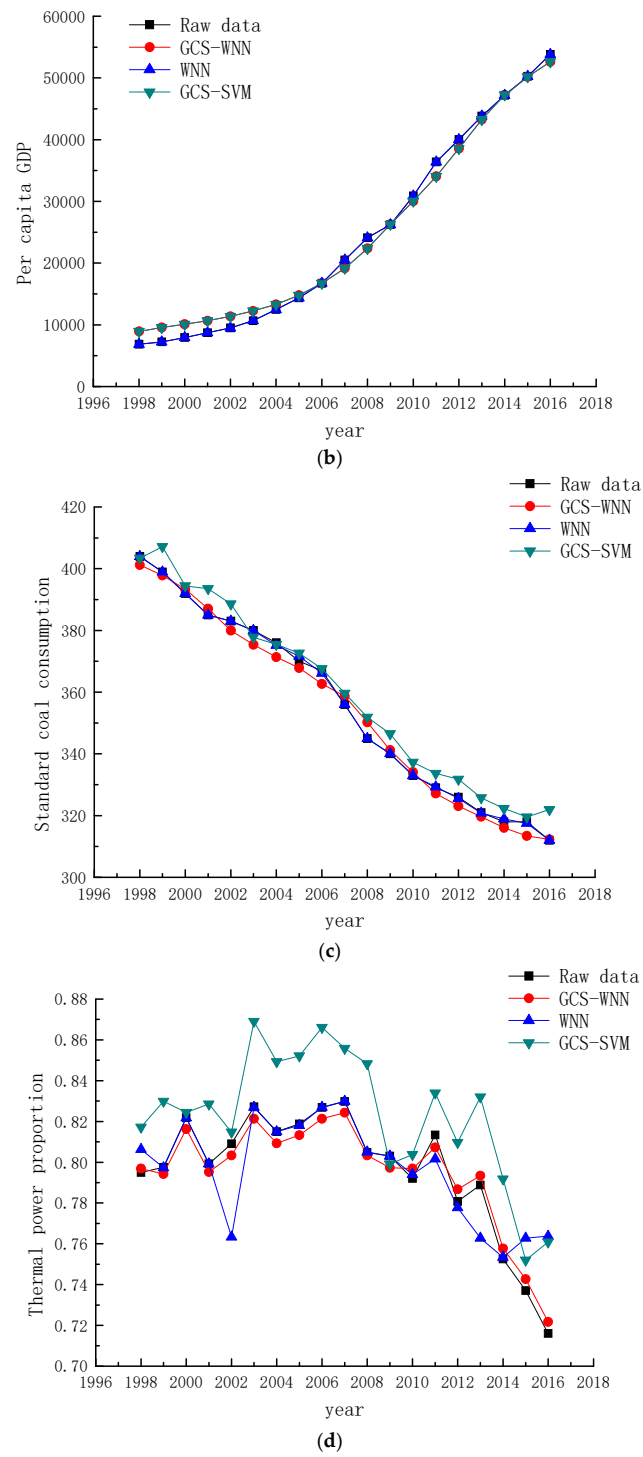 60000
50000
40000
30000
20000
10000
0
Per capita GDP
Raw data
GCS-WNN
WNN
GCS-SVM
1996 1998 2000 2002 2004 2006 2008 2010 2012 2014 2016 2018
year
(b)
Raw data
GCS-WNN
WNN
GCS-SVM
420
400
380
360
340
320
300
Standard coal consumption
1996 1998 2000 2002 2004 2006 2008 2010 2012 2014 2016 2018
year
(c)
Raw data
GCS-WNN
WNN
GCS-SVM
0.88
0.86
0.84
0.82
0.80
0.78
0.76
0.74
0.72
0.70
Thermal power proportion
1996 1998 2000 2002 2004 2006 2008 2010 2012 2014 2016 2018
year
(d)